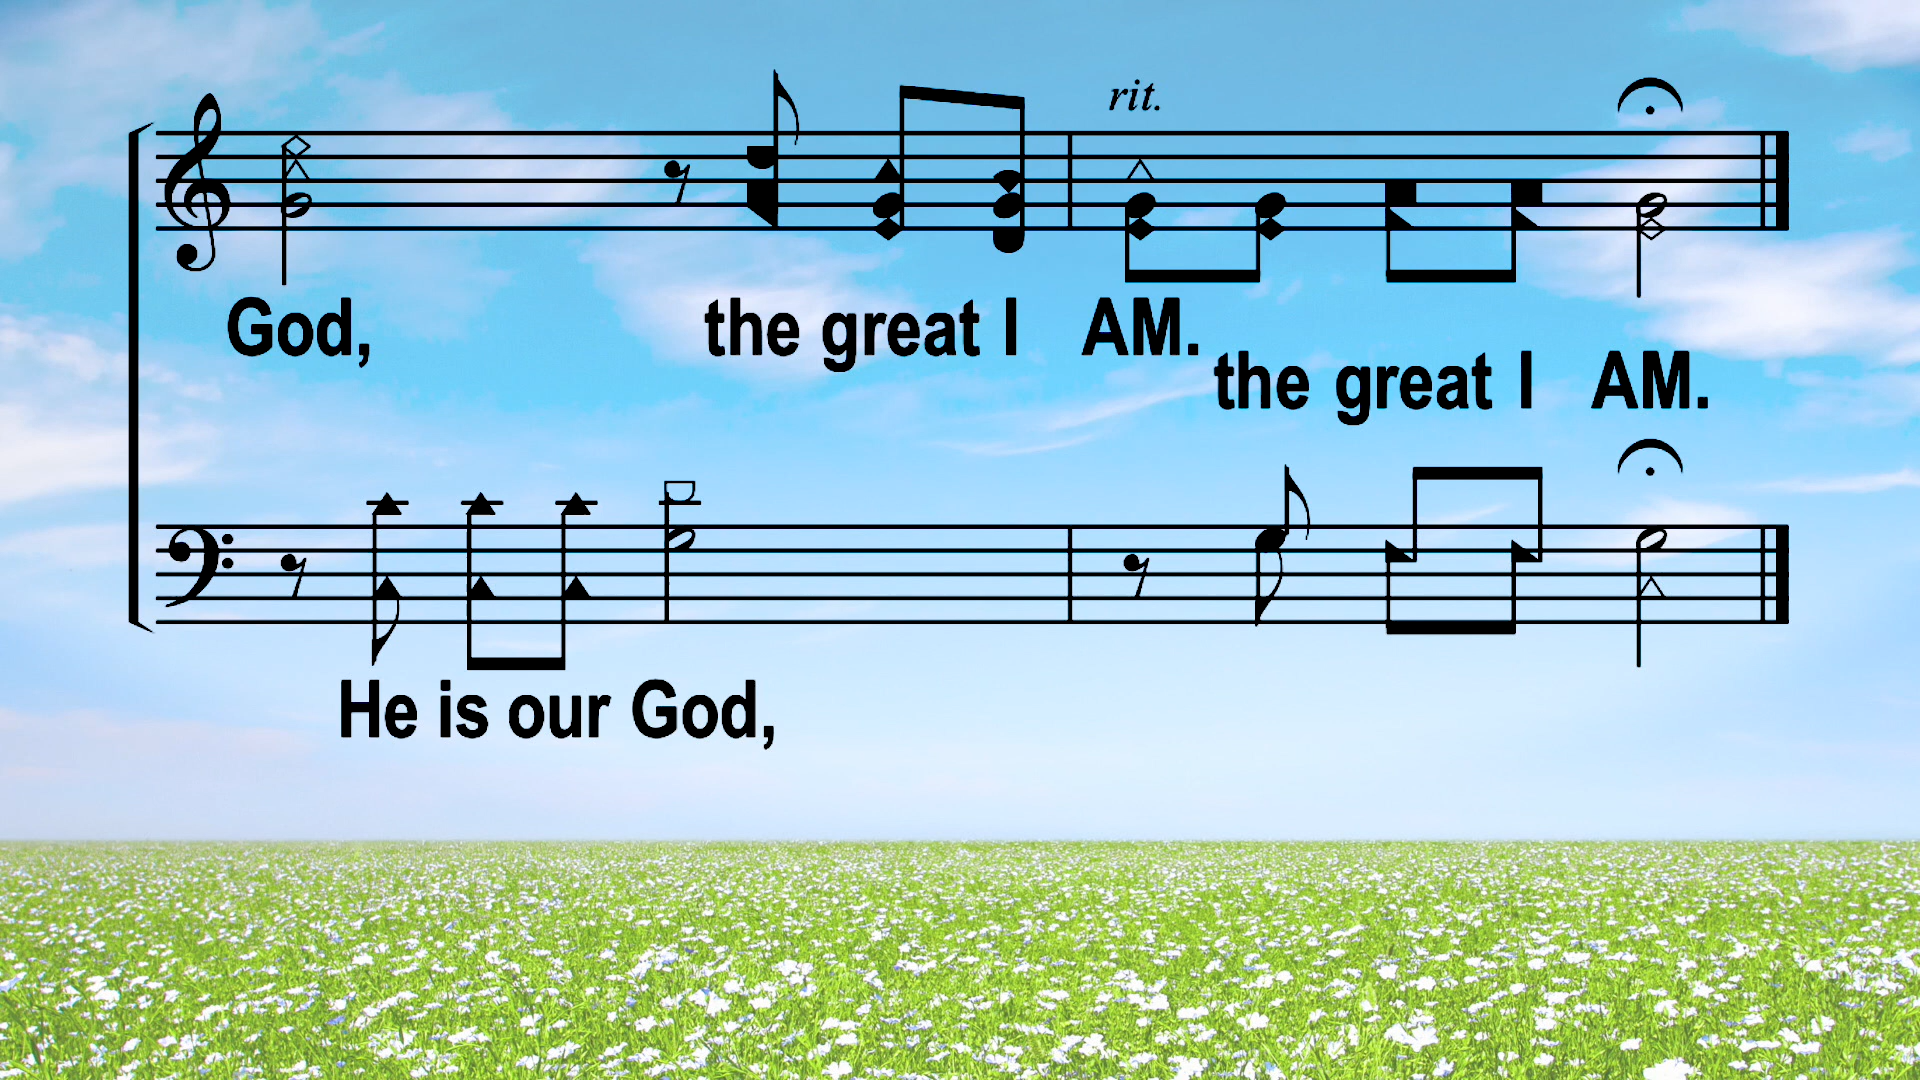 rit.
God, the great I AM.
the great I AM.
He is our God,